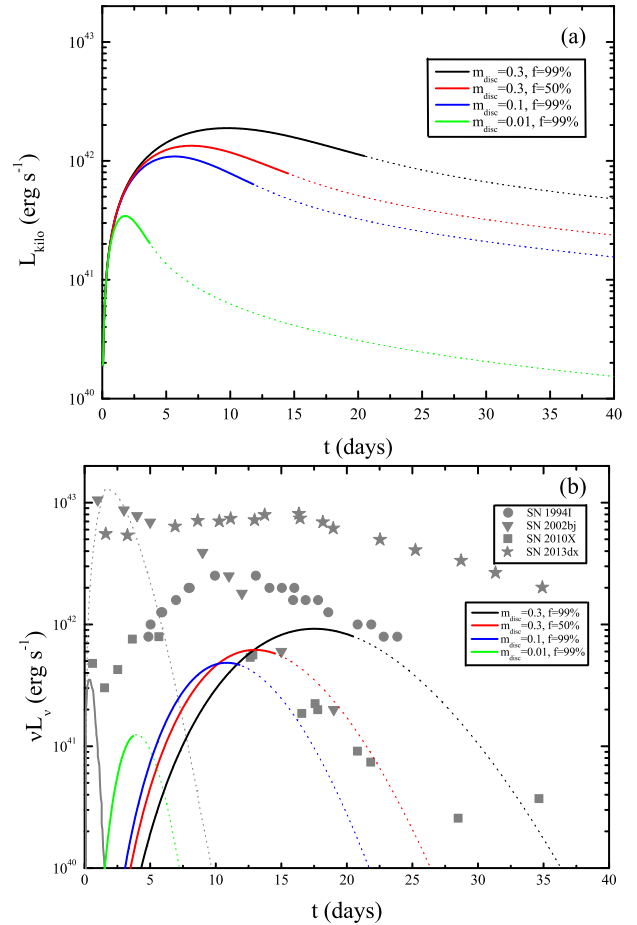 (a)
m_disc=0.3, f=99%
m_disc=0.3, f=50%
m_disc=0.1, f=99%
m_disc=0.01, f=99%
L_kilo (erg s^-1)
10^43
10^42
10^41
10^40
0 5 10 15 20 25 30 35 40
t (days)
(b)
SN 1994I
SN 2002bj
SN 2010X
SN 2013dx
m_disc=0.3, f=99%
m_disc=0.3, f=50%
m_disc=0.1, f=99%
m_disc=0.01, f=99%
νL_ν (erg s^-1)
10^43
10^42
10^41
10^40
0 5 10 15 20 25 30 35 40
t (days)